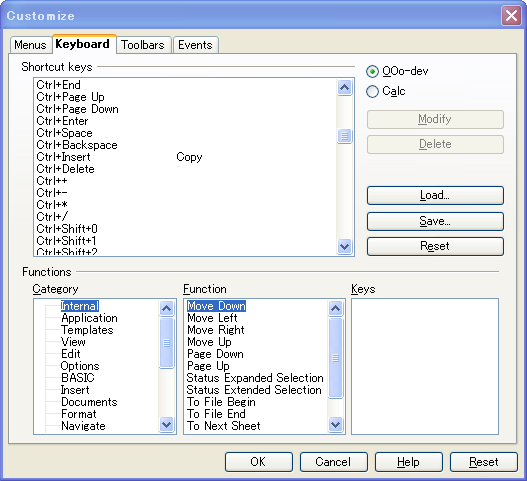 Customize
Menus Keyboard Toolbars Events
Shortcut keys
Ctrl+End
Ctrl+Page Up
Ctrl+Page Down
Ctrl+Enter
Ctrl+Space
Ctrl+Backspace
Ctrl+Insert Copy
Ctrl+Delete
Ctrl++
Ctrl+-
Ctrl+*
Ctrl+/
Ctrl+Shift+0
Ctrl+Shift+1
Ctrl+Shift+2
OOo-dev
Calc
Modify
Delete
Load...
Save...
Reset
Functions
Category
Internal
Application
Templates
View
Edit
Options
BASIC
Insert
Documents
Format
Navigate
Function
Move Down
Move Left
Move Right
Move Up
Page Down
Page Up
Status Expanded Selection
Status Extended Selection
To File Begin
To File End
To Next Sheet
Keys
OK Cancel Help Reset